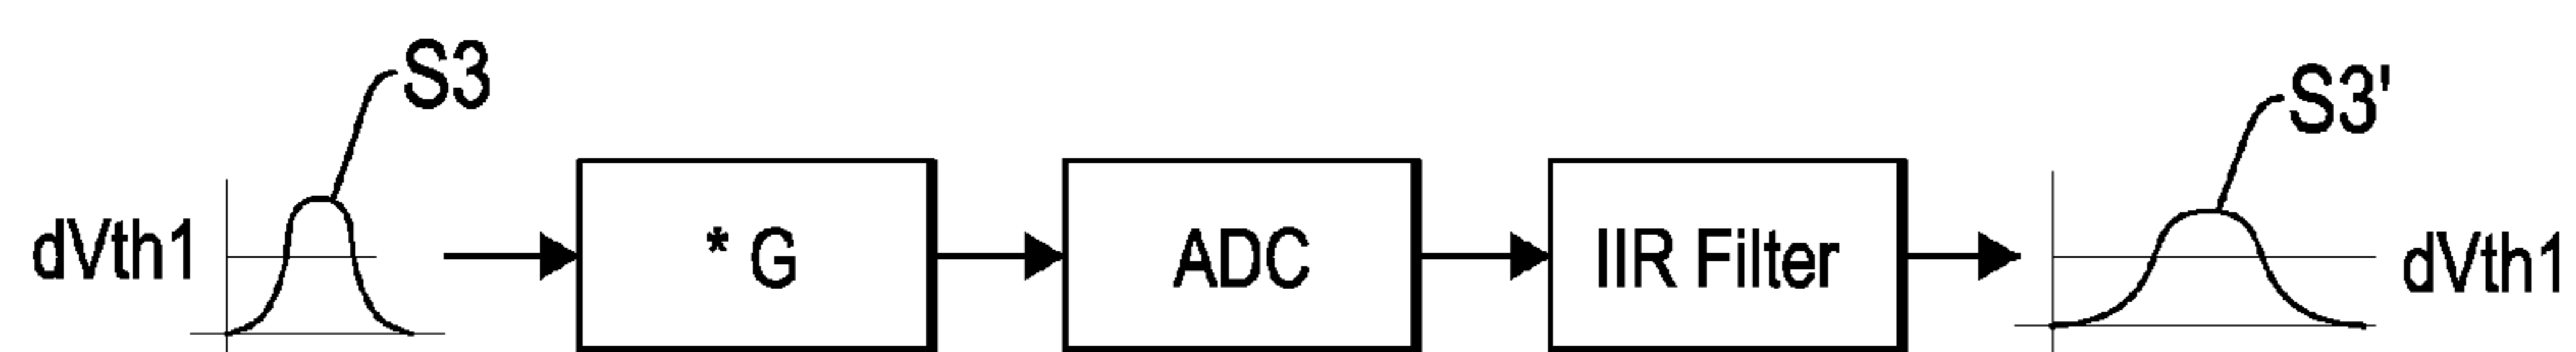 S3
S3'
dVth1
* G
ADC
IIR Filter
dVth1